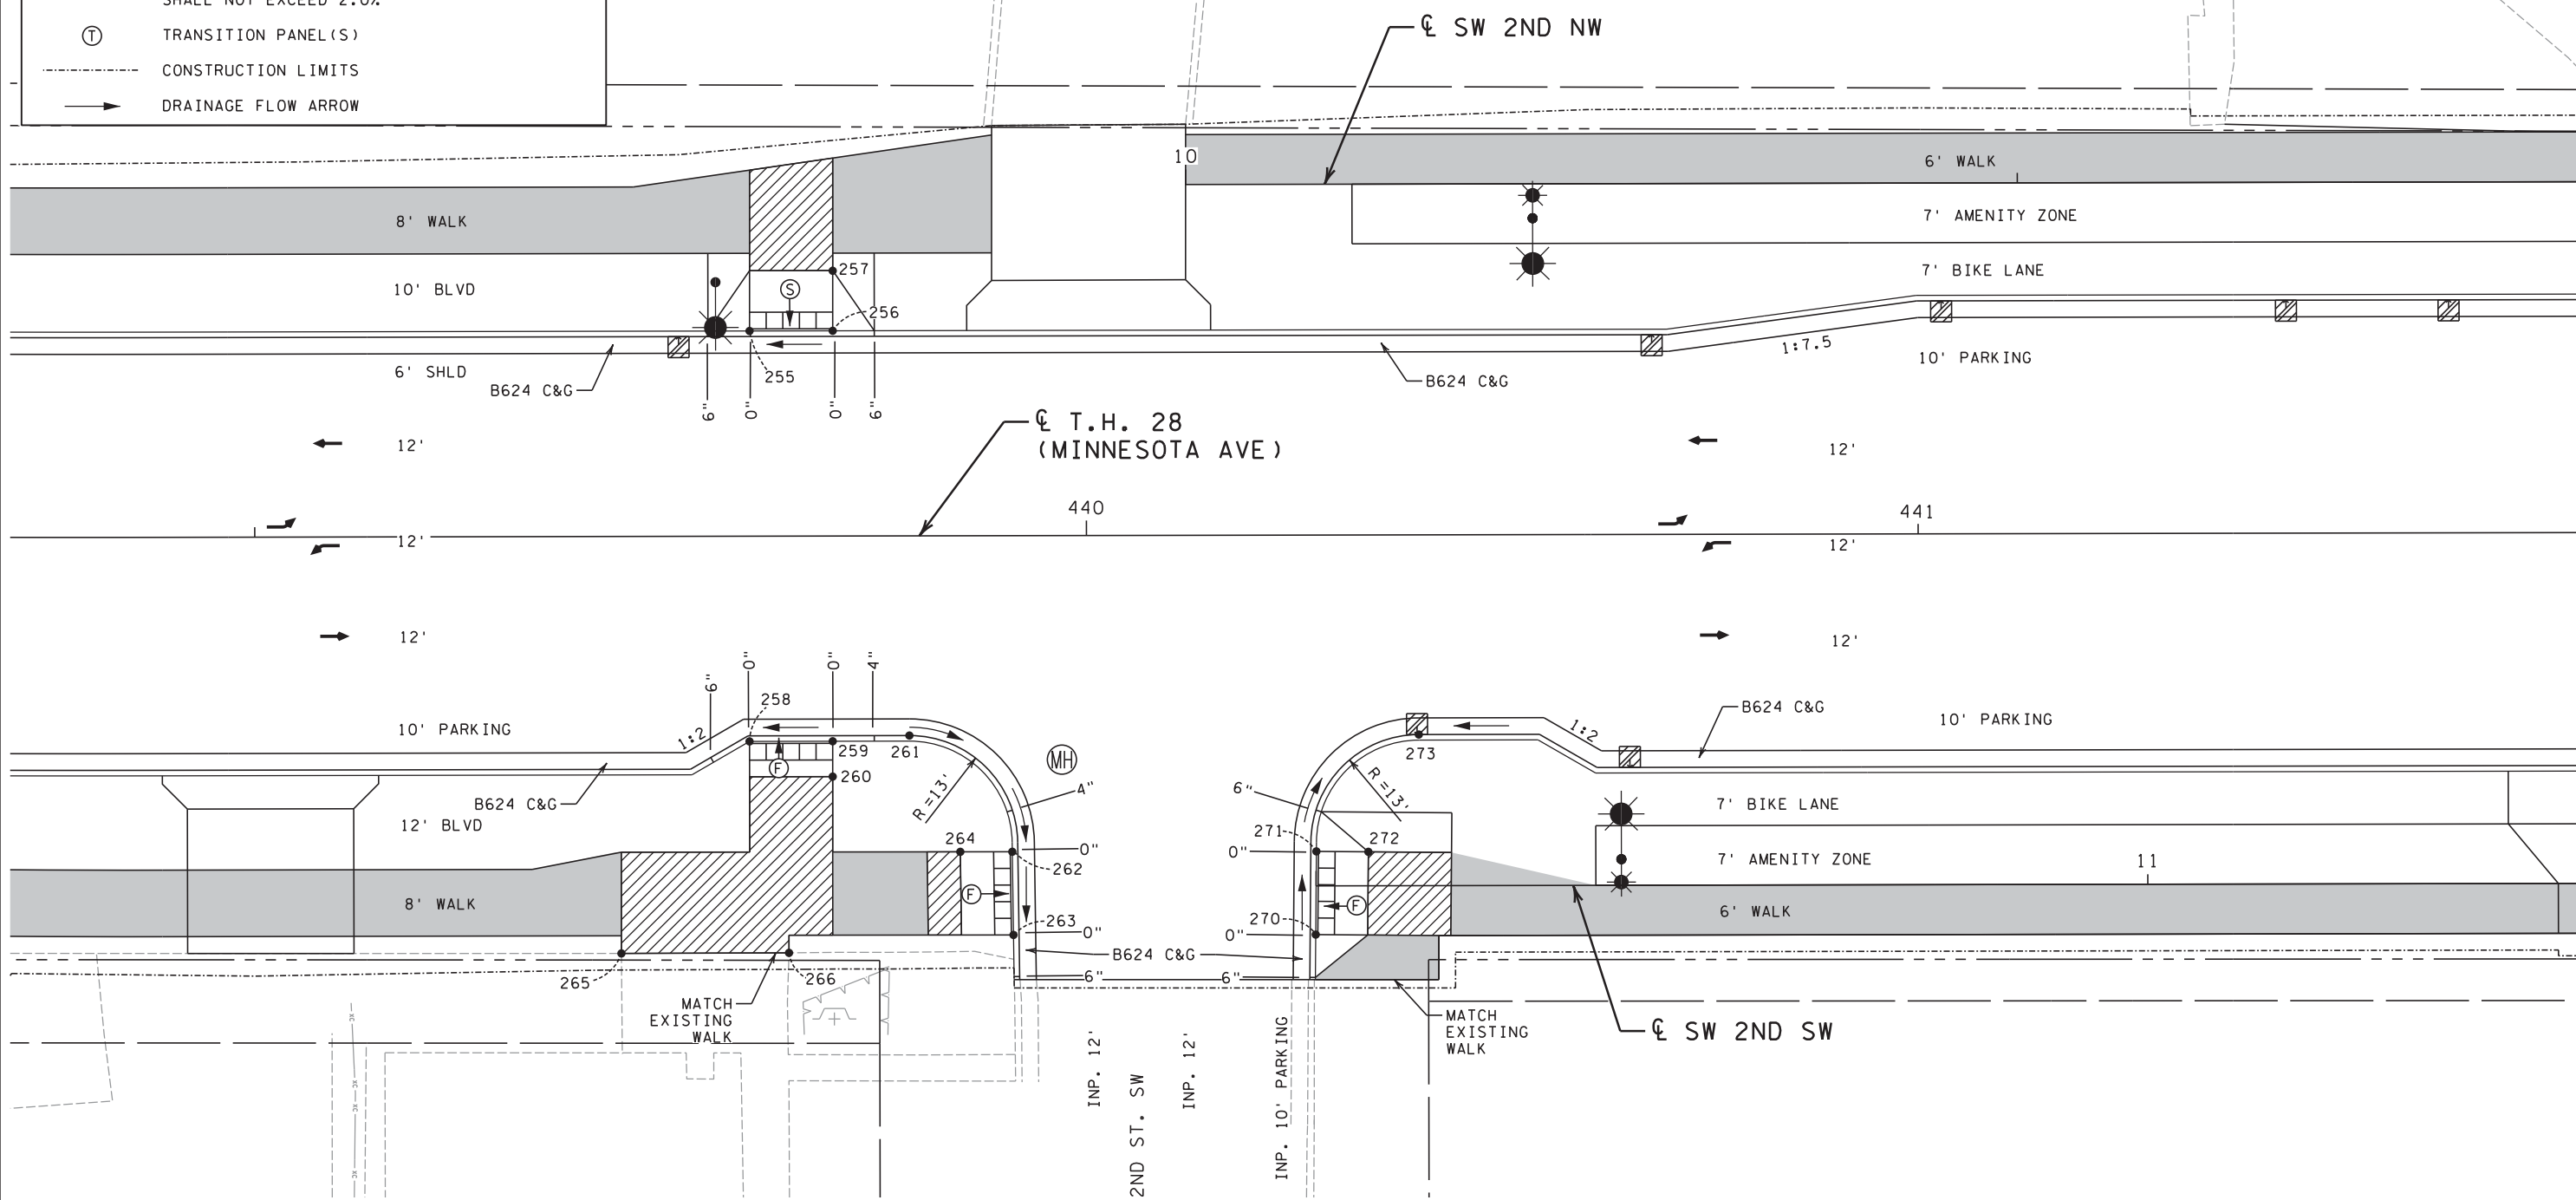 SHALL NOT EXCEED 2.0%
Ⓣ TRANSITION PANEL(S)
CONSTRUCTION LIMITS
DRAINAGE FLOW ARROW
℄ SW 2ND NW
10
6' WALK
8' WALK
7' AMENITY ZONE
257
7' BIKE LANE
10' BLVD
S
256
1:7.5
10' PARKING
6' SHLD
255
B624 C&G
B624 C&G
6"
0"
0"
6"
℄ T.H. 28
(MINNESOTA AVE)
12'
12'
440
441
12'
12'
12'
12'
6"
0"
0"
4"
258
10' PARKING
1:2
B624 C&G
10' PARKING
1:2
259
261
273
MH
F
260
R=13'
R=13'
4"
6"
B624 C&G
7' BIKE LANE
12' BLVD
264
0"
271
0"
272
262
7' AMENITY ZONE
11
8' WALK
F
F
6' WALK
263
0"
270
0"
B624 C&G
265
266
6"
6"
MATCH
EXISTING
WALK
MATCH
EXISTING
WALK
℄ SW 2ND SW
INP. 12'
2ND ST. SW
INP. 12'
INP. 10' PARKING